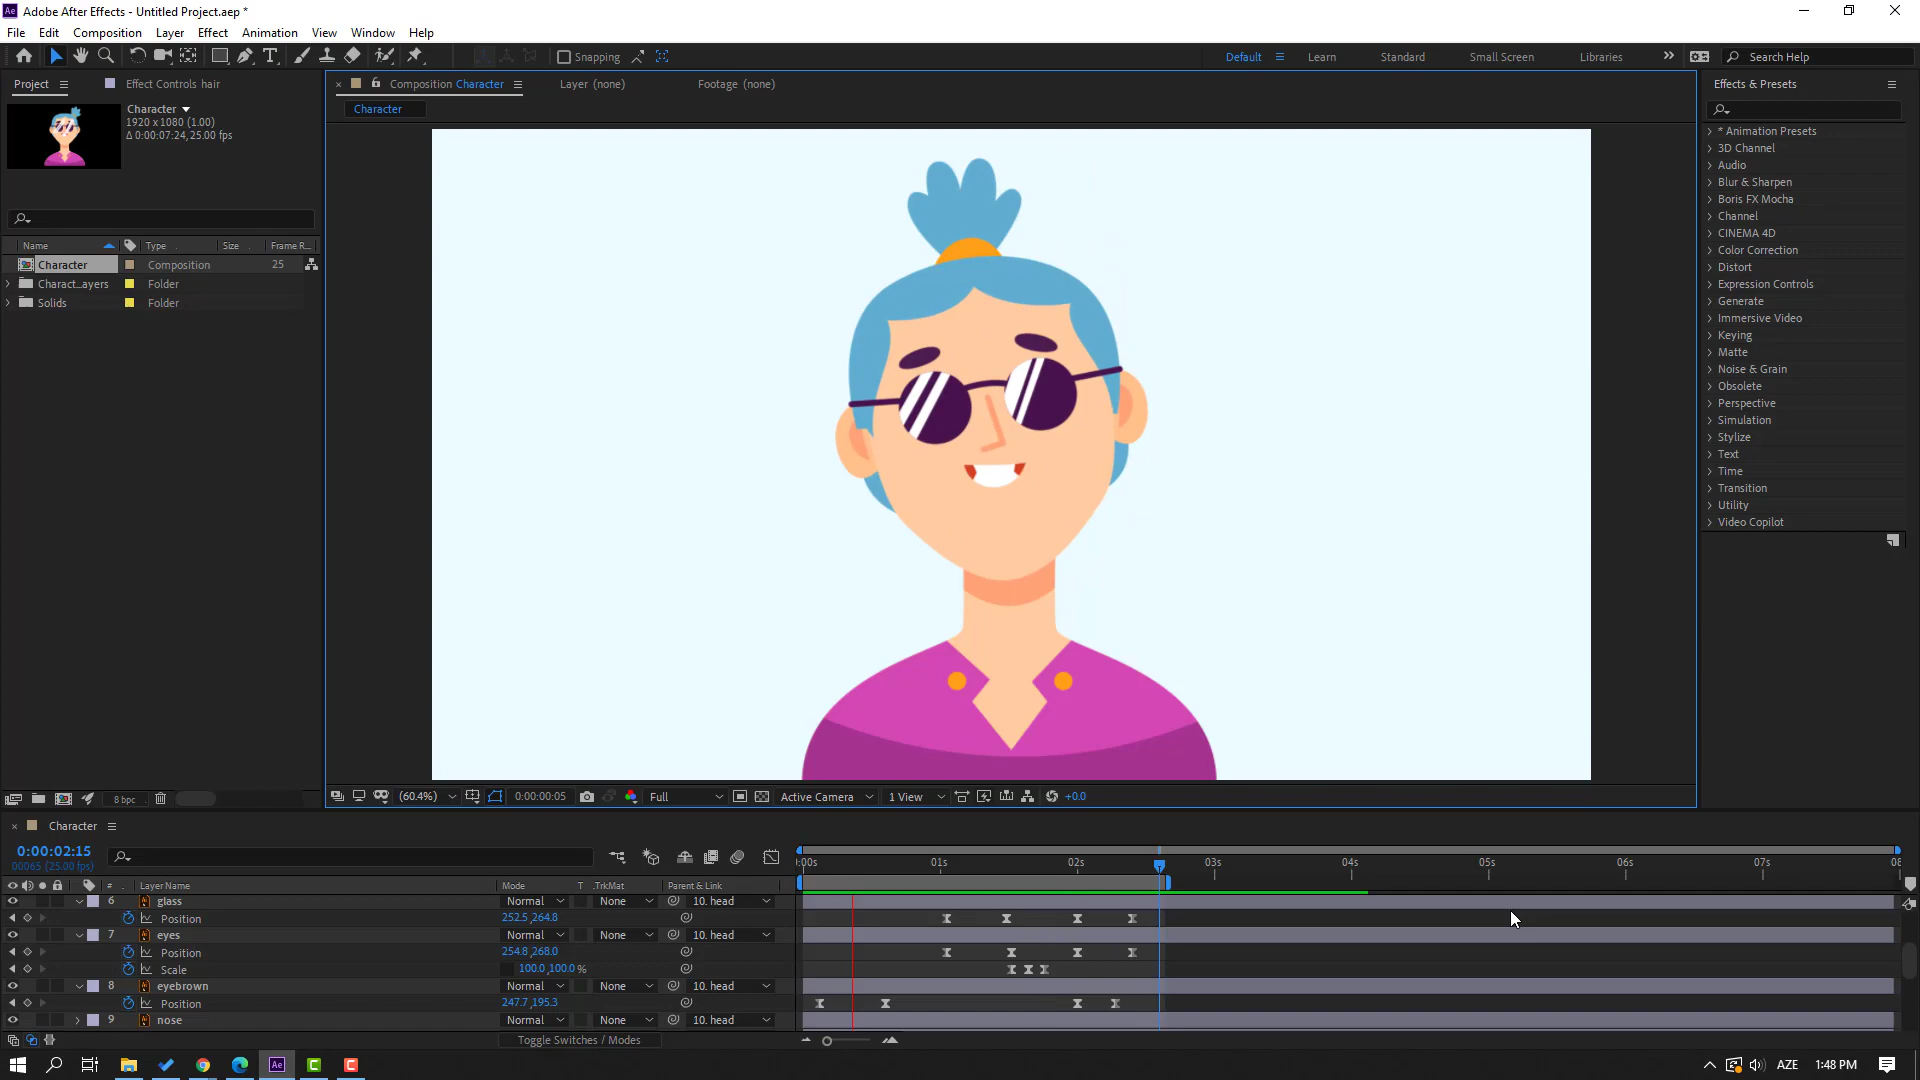 Ae Adobe After Effects - Untitled Project.aep *
File Edit Composition Layer Effect Animation View Window Help
Snapping Default Learn Standard Small Screen Libraries Search Help
Project Effect Controls hair
Composition Character Layer (none) Footage (none)
Effects & Presets
Character
1920 x 1080 (1.00)
Δ 0:00:07:24, 25.00 fps
Character
Name Type Size Frame R...
Character Composition 25
Charact_ayers Folder
Solids Folder
* Animation Presets
3D Channel
Audio
Blur & Sharpen
Boris FX Mocha
Channel
CINEMA 4D
Color Correction
Distort
Expression Controls
Generate
Immersive Video
Keying
Matte
Noise & Grain
Obsolete
Perspective
Simulation
Stylize
Text
Time
Transition
Utility
Video Copilot
8 bpc
(60.4%) 0:00:00:05 Full Active Camera 1 View +0.0
Character
0:00:02:15
00065 (25.00 fps)
:00s 01s 02s 03s 04s 05s 06s 07s 08
# Layer Name Mode T .TrkMat Parent & Link
6 glass Normal None 10. head
Position 252.5,264.8
7 eyes Normal None 10. head
Position 254.8,268.0
Scale 100.0,100.0 %
8 eyebrown Normal None 10. head
Position 247.7,195.3
9 nose Normal None 10. head
Toggle Switches / Modes
Ae AZE 1:48 PM